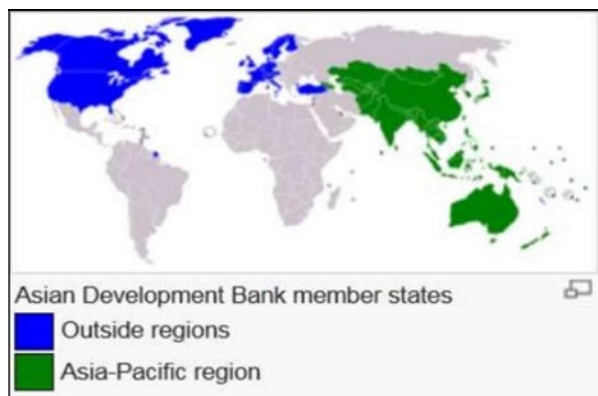 Asian Development Bank member states
Outside regions
Asia-Pacific region